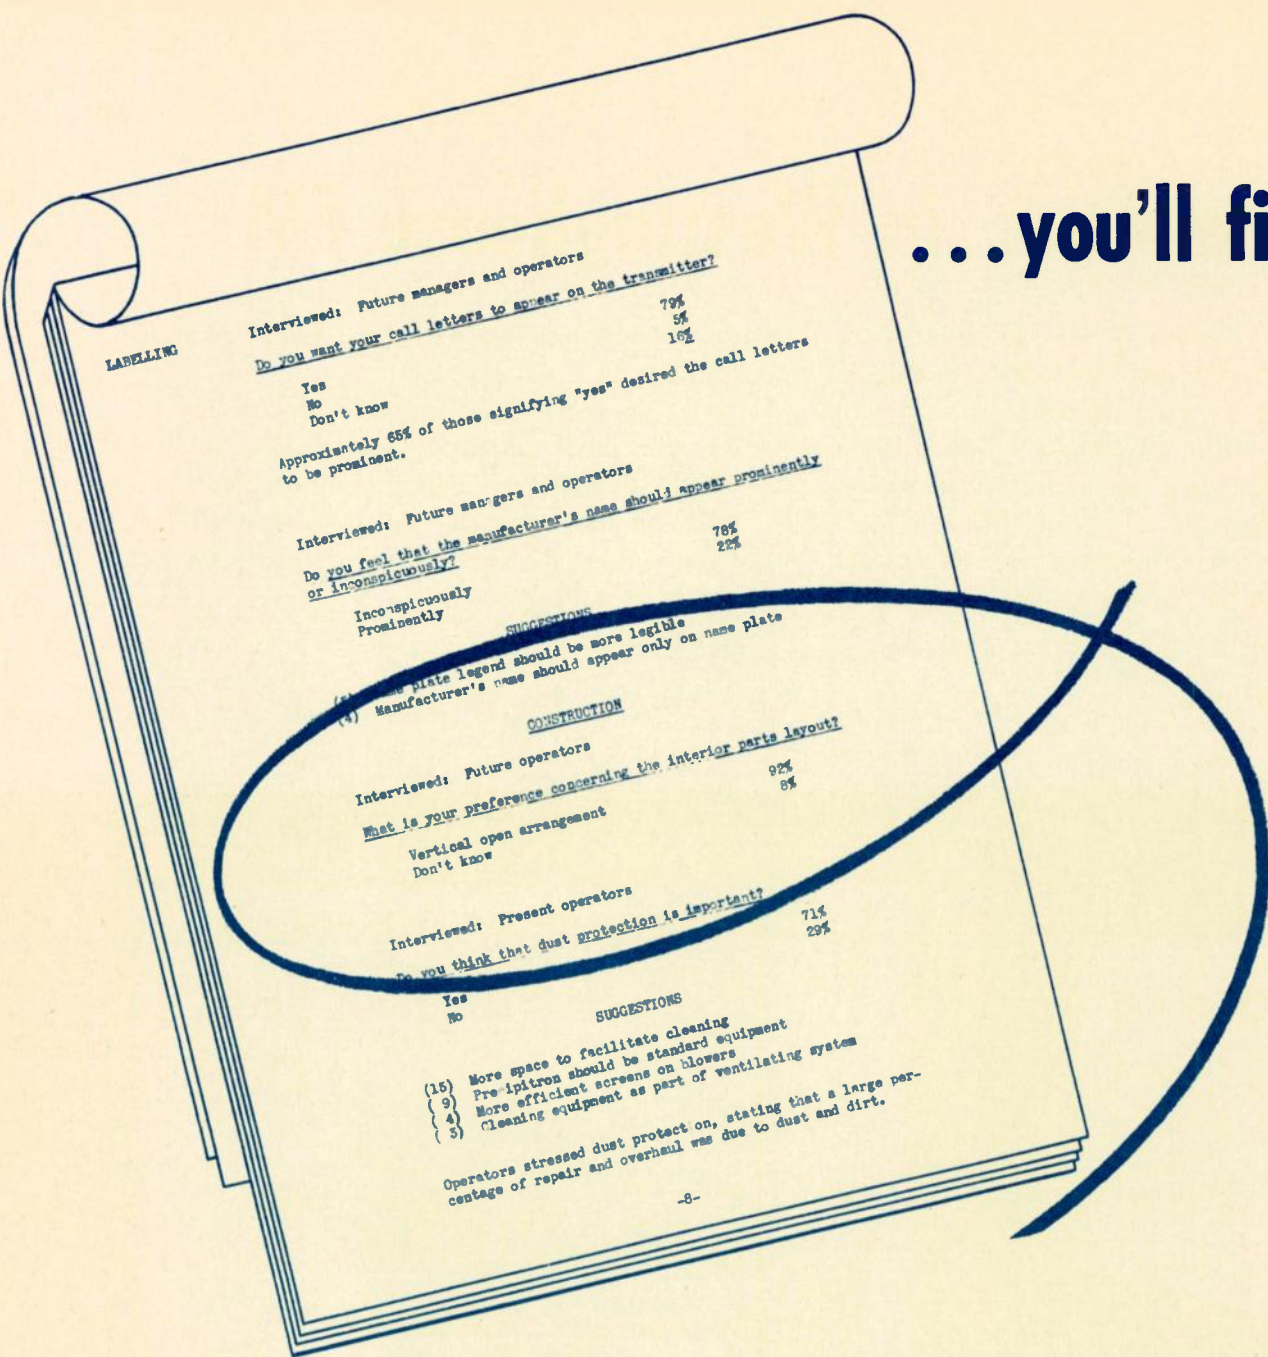 ...you'll fi
LABELLING
Interviewed: Future managers and operators
Do you want your call letters to appear on the transmitter?
Yes 79%
No 5%
Don't know 16%
Approximately 65% of those signifying "yes" desired the call letters
to be prominent.
Interviewed: Future managers and operators
Do you feel that the manufacturer's name should appear prominently
or inconspicuously?
Inconspicuously 78%
Prominently 22%
SUGGESTIONS
plate legend should be more legible
(4) Manufacturer's name should appear only on name plate
CONSTRUCTION
Interviewed: Future operators
What is your preference concerning the interior parts layout?
Vertical open arrangement 92%
Don't know 8%
Interviewed: Present operators
Do you think that dust protection is important?
Yes 71%
No 29%
SUGGESTIONS
(15) More space to facilitate cleaning
( 9) Precipitron should be standard equipment
( 4) More efficient screens on blowers
( 3) Cleaning equipment as part of ventilating system
Operators stressed dust protection, stating that a large per-
centage of repair and overhaul was due to dust and dirt.
-8-